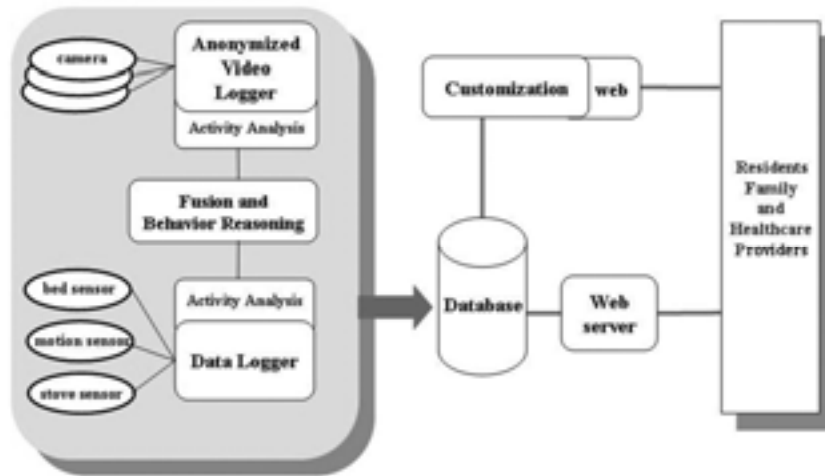 camera
Anonymized
Video
Logger
Activity Analysis
Fusion and
Behavior Reasoning
bed sensor
motion sensor
stove sensor
Activity Analysis
Data Logger
Customization
web
Database
Web
server
Residents
Family
and
Healthcare
Providers